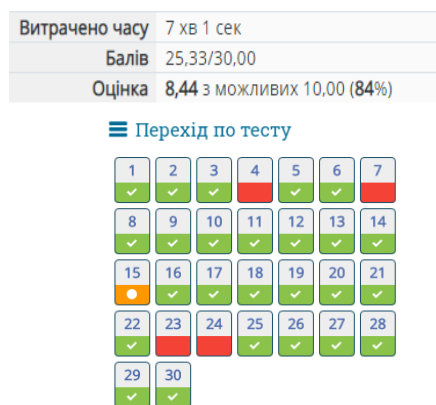 Витрачено часу 7 хв 1 сек
Балів 25,33/30,00
Оцінка 8,44 з можливих 10,00 (84%)
Перехід по тесту
1 2 3 4 5 6 7
8 9 10 11 12 13 14
15 16 17 18 19 20 21
22 23 24 25 26 27 28
29 30